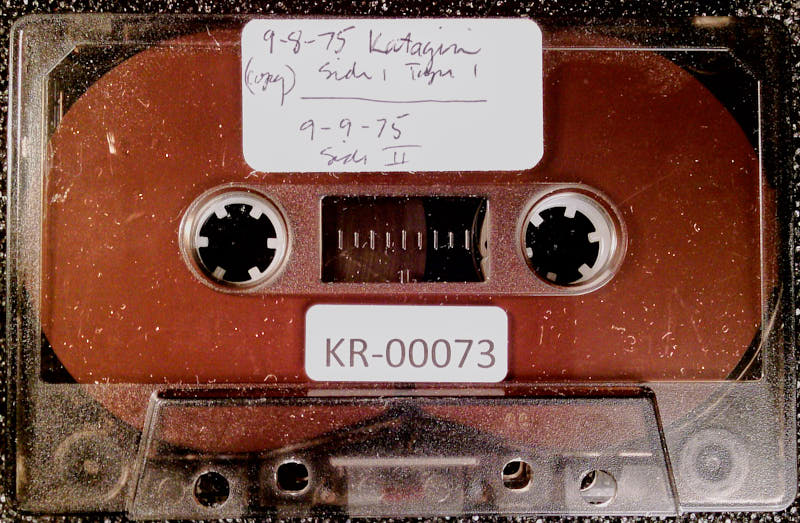 9-8-75 Katagiri
(copy) Side 1 Tape 1
9-9-75
Side II
KR-00073